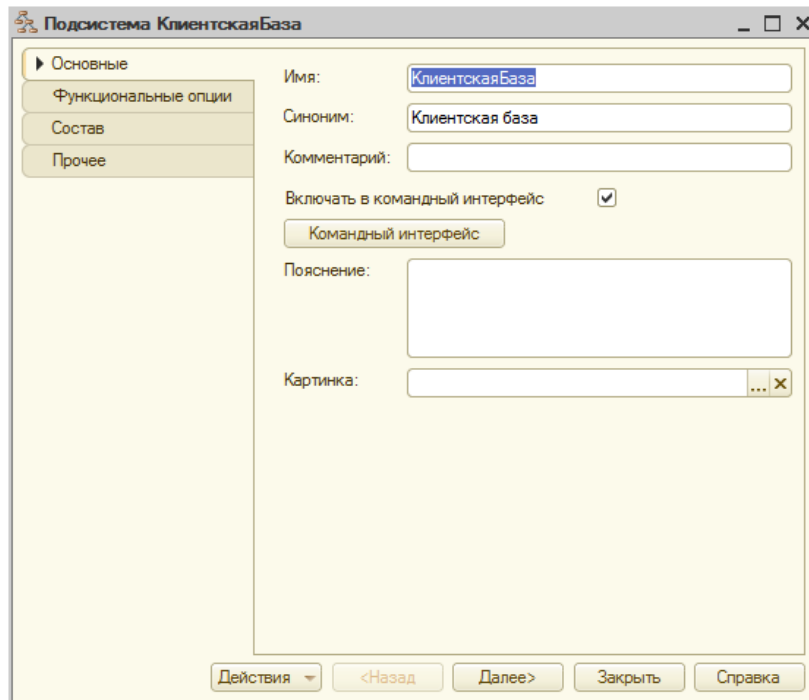 Подсистема КлиентскаяБаза
Основные
Функциональные опции
Состав
Прочее
Имя: КлиентскаяБаза
Синоним: Клиентская база
Комментарий:
Включать в командный интерфейс
Командный интерфейс
Пояснение:
Картинка: ...
Действия <Назад Далее> Закрыть Справка